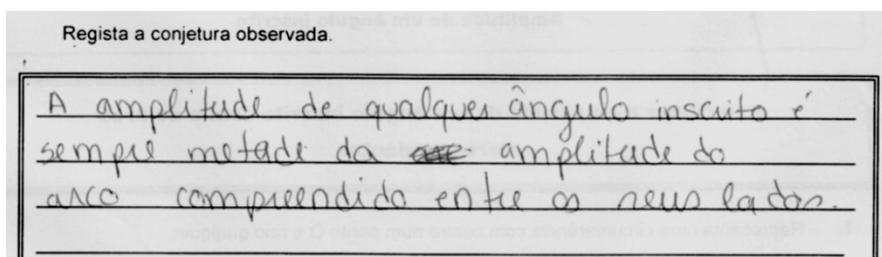 Regista a conjetura observada.
A amplitude de qualquer ângulo inscrito é
sempre metade da amplitude do
arco compreendido entre os seus lados.